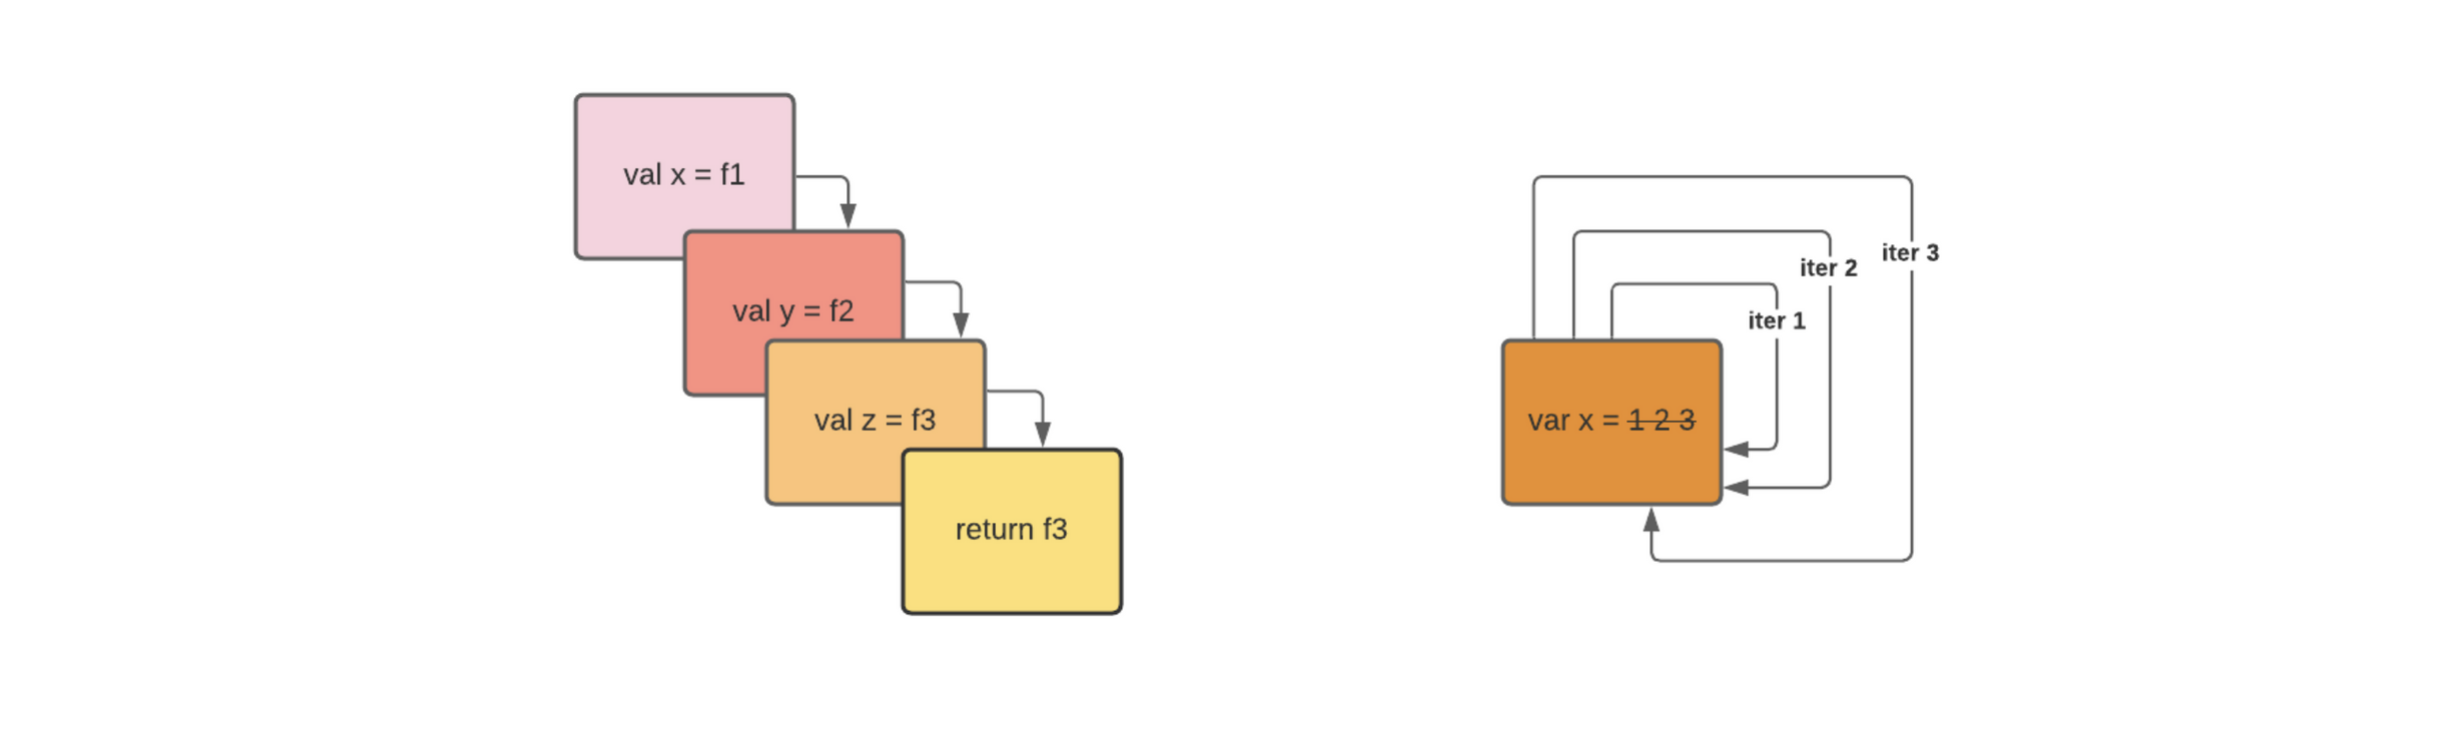 val x = f1
val y = f2
val z = f3
return f3
iter 3
iter 2
iter 1
var x = 1 2 3